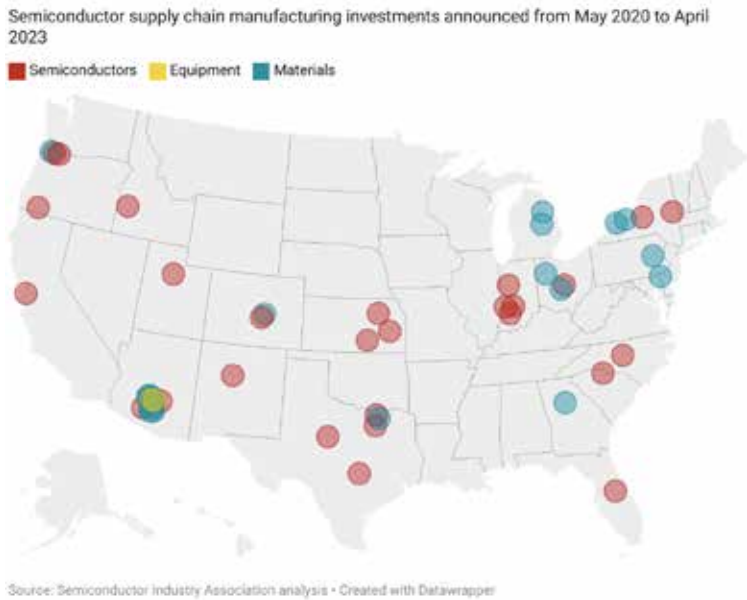 Semiconductor supply chain manufacturing investments announced from May 2020 to April
2023
Semiconductors Equipment Materials
Source: Semiconductor Industry Association analysis • Created with Datawrapper